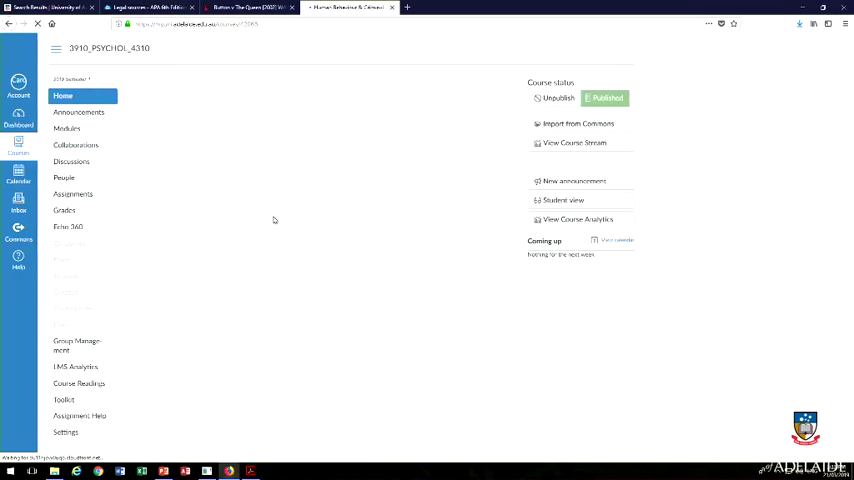 Search Results | University of A
Legal sources - APA 6th Edition
Button v The Queen [2002] W
Human Behaviour & Criminal
3910_PSYCHOL_4310
Home
Announcements
Modules
Collaborations
Discussions
People
Assignments
Grades
Echo 360
Group Manage-
ment
LMS Analytics
Course Readings
Toolkit
Assignment Help
Settings
Account
Dashboard
Courses
Calendar
Inbox
Commons
Help
Course status
Unpublish
Published
Import from Commons
View Course Stream
New announcement
Student view
View Course Analytics
Coming up
View calendar
Nothing for the next week
ADELAIDE